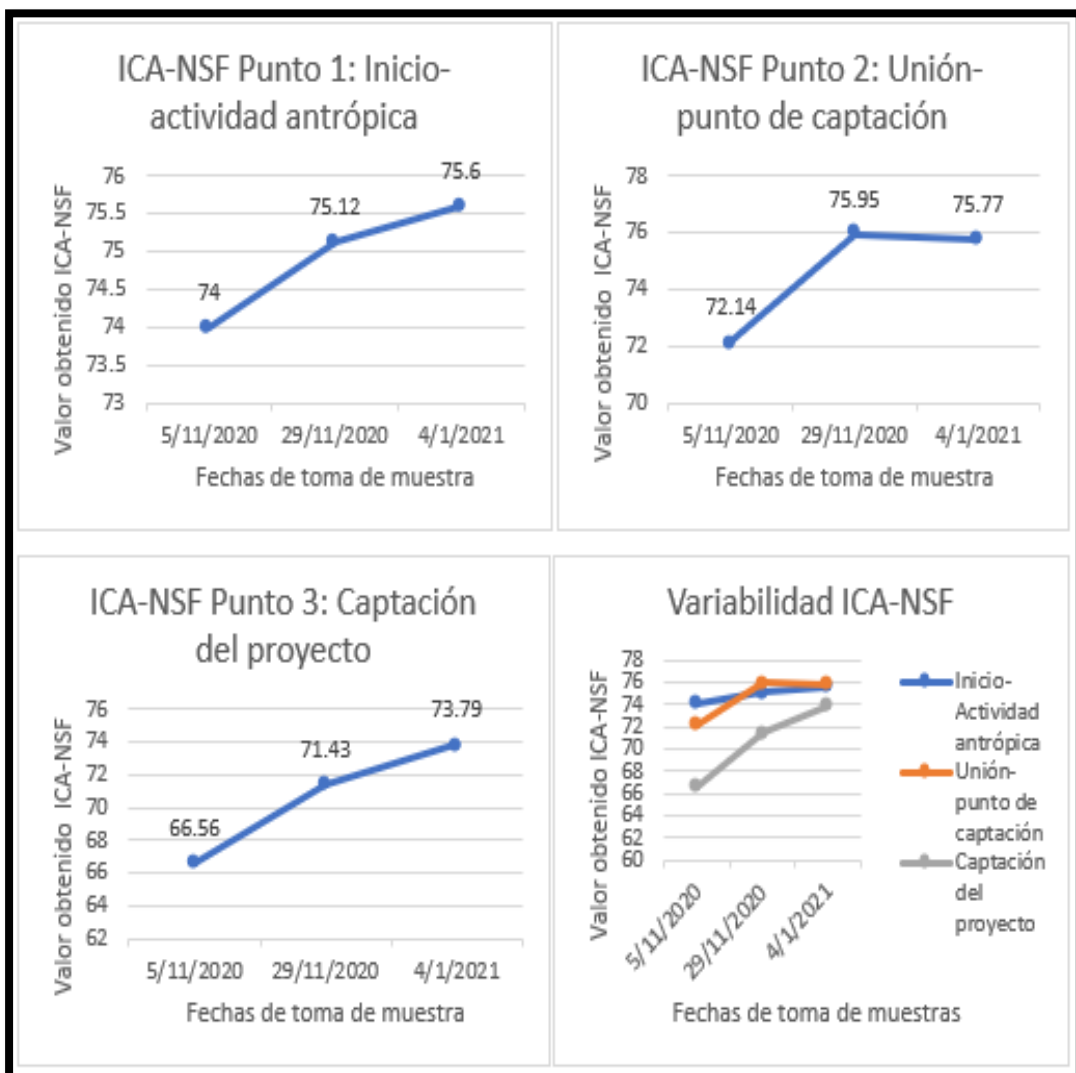 ICA-NSF Punto 1: Inicio-
actividad antrópica
Valor obtenido ICA-NSF
76
75.5
75
74.5
74
73.5
73
74
75.12
75.6
5/11/2020 29/11/2020 4/1/2021
Fechas de toma de muestra
ICA-NSF Punto 2: Unión-
punto de captación
Valor obtenido ICA-NSF
78
76
74
72
70
72.14
75.95
75.77
5/11/2020 29/11/2020 4/1/2021
Fechas de toma de muestra
ICA-NSF Punto 3: Captación
del proyecto
Valor obtenido ICA-NSF
76
74
72
70
68
66
64
62
66.56
71.43
73.79
5/11/2020 29/11/2020 4/1/2021
Fechas de toma de muestra
Variabilidad ICA-NSF
Valor obtenido ICA-NSF
78
76
74
72
70
68
66
64
62
60
5/11/2020
29/11/2020
4/1/2021
Fechas de toma de muestras
Inicio-
Actividad
antrópica
Unión-
punto de
captación
Captación
del
proyecto